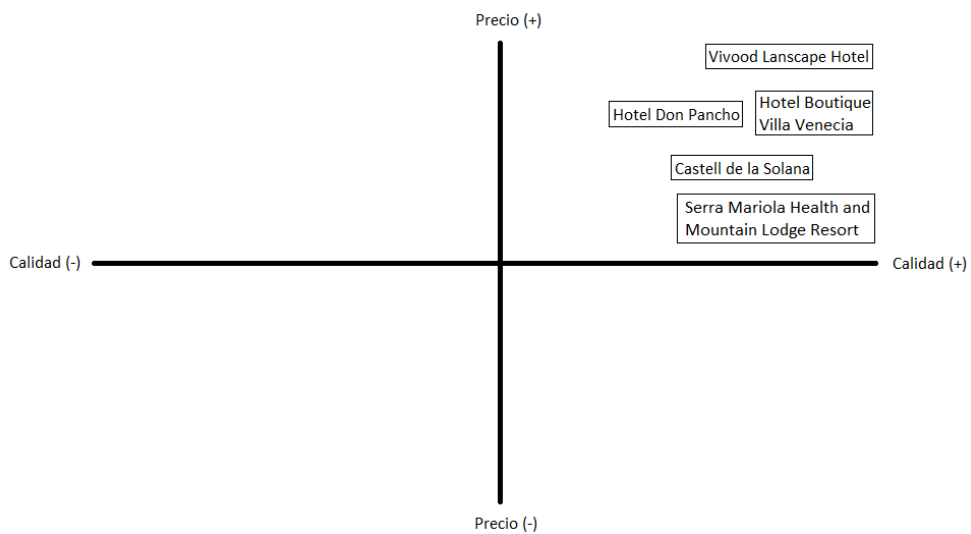 Precio (+)
Vivood Lanscape Hotel
Hotel Don Pancho
Hotel Boutique
Villa Venecia
Castell de la Solana
Serra Mariola Health and
Mountain Lodge Resort
Calidad (-)
Calidad (+)
Precio (-)